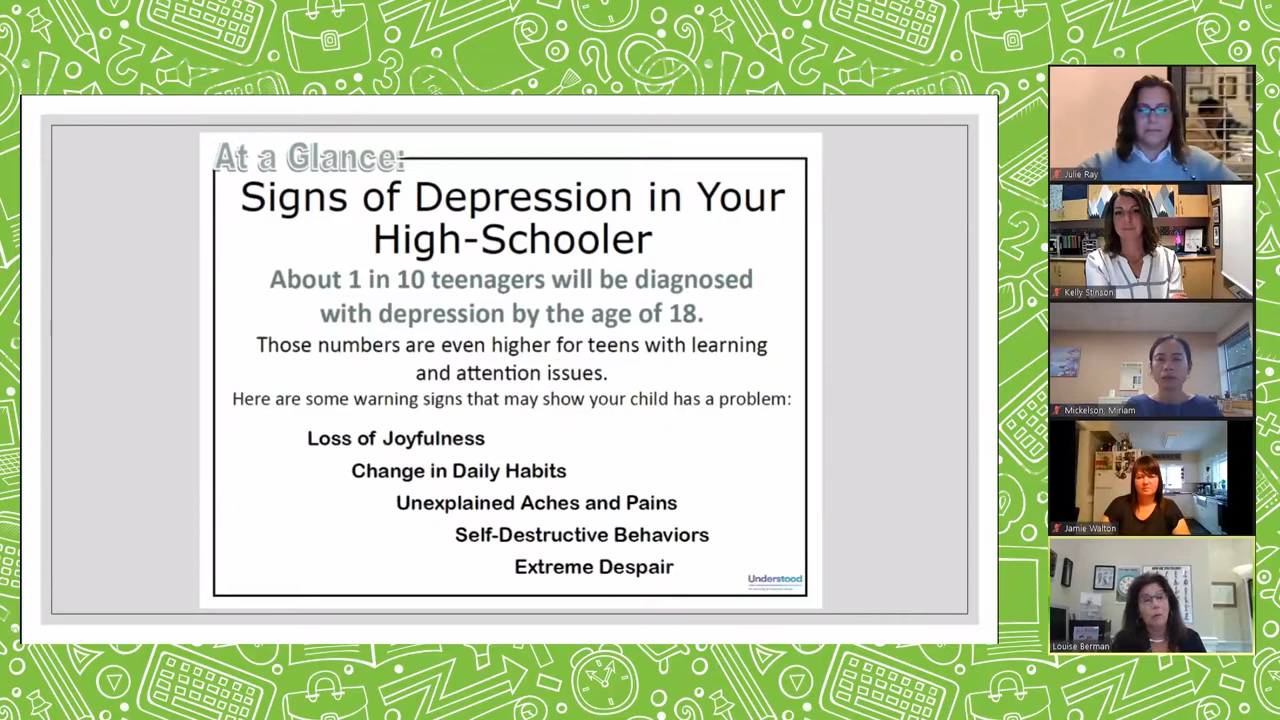 At a Glance:
Signs of Depression in Your
High-Schooler
About 1 in 10 teenagers will be diagnosed
with depression by the age of 18.
Those numbers are even higher for teens with learning
and attention issues.
Here are some warning signs that may show your child has a problem:
Loss of Joyfulness
Change in Daily Habits
Unexplained Aches and Pains
Self-Destructive Behaviors
Extreme Despair
Understood
Julie Ray
Kelly Stinson
Mickelson, Miriam
Jamie Walton
Louise Berman